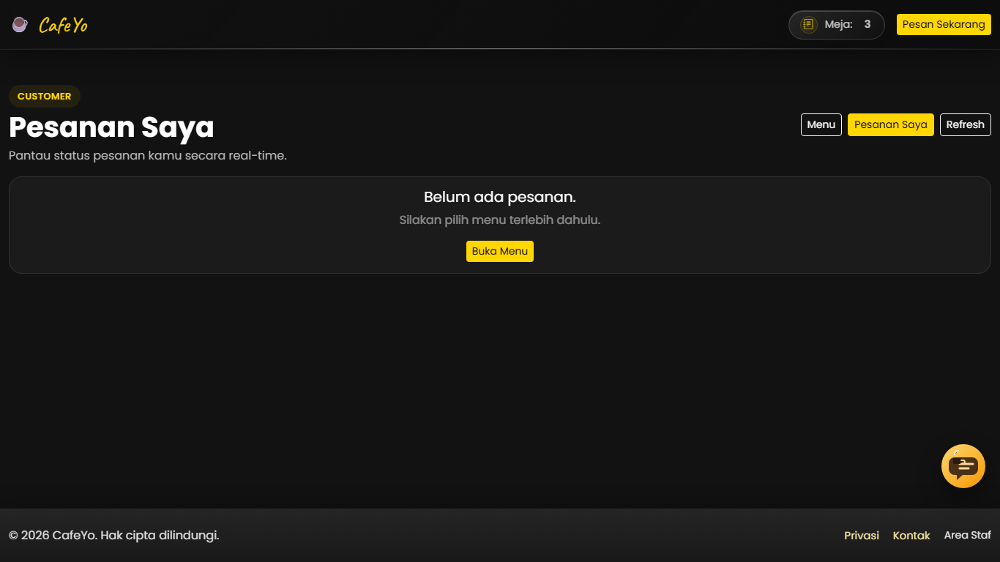 CafeYo
Meja: 3
Pesan Sekarang
CUSTOMER
Pesanan Saya
Menu
Pesanan Saya
Refresh
Pantau status pesanan kamu secara real-time.
Belum ada pesanan.
Silakan pilih menu terlebih dahulu.
Buka Menu
© 2026 CafeYo. Hak cipta dilindungi.
Privasi
Kontak
Area Staf